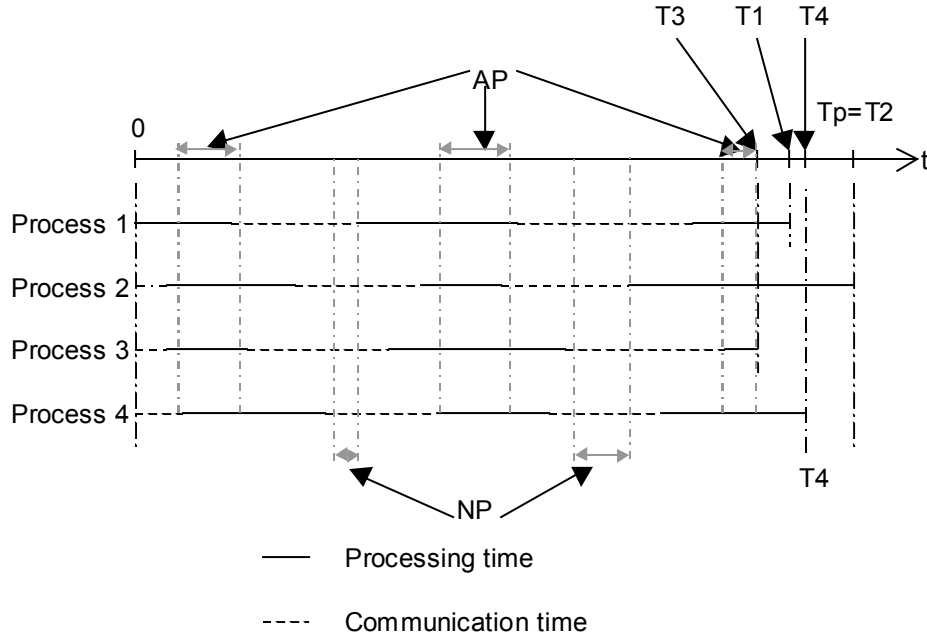 T3 T1 T4
AP
Tp=T2
0
t
Process 1
Process 2
Process 3
Process 4
T4
NP
Processing time
Communication time